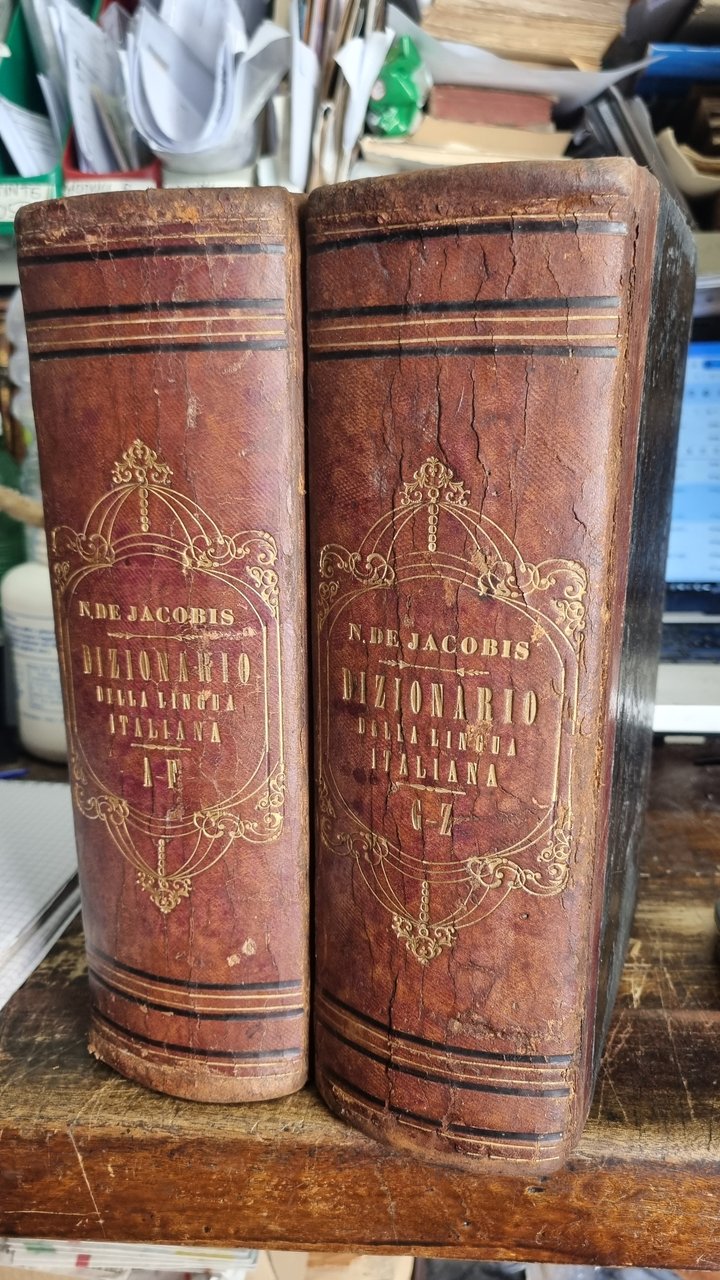 N. DE JACOBIS
DIZIONARIO
DELLA LINGUA
ITALIANA
A-F
N. DE JACOBIS
DIZIONARIO
DELLA LINGUA
ITALIANA
G-Z